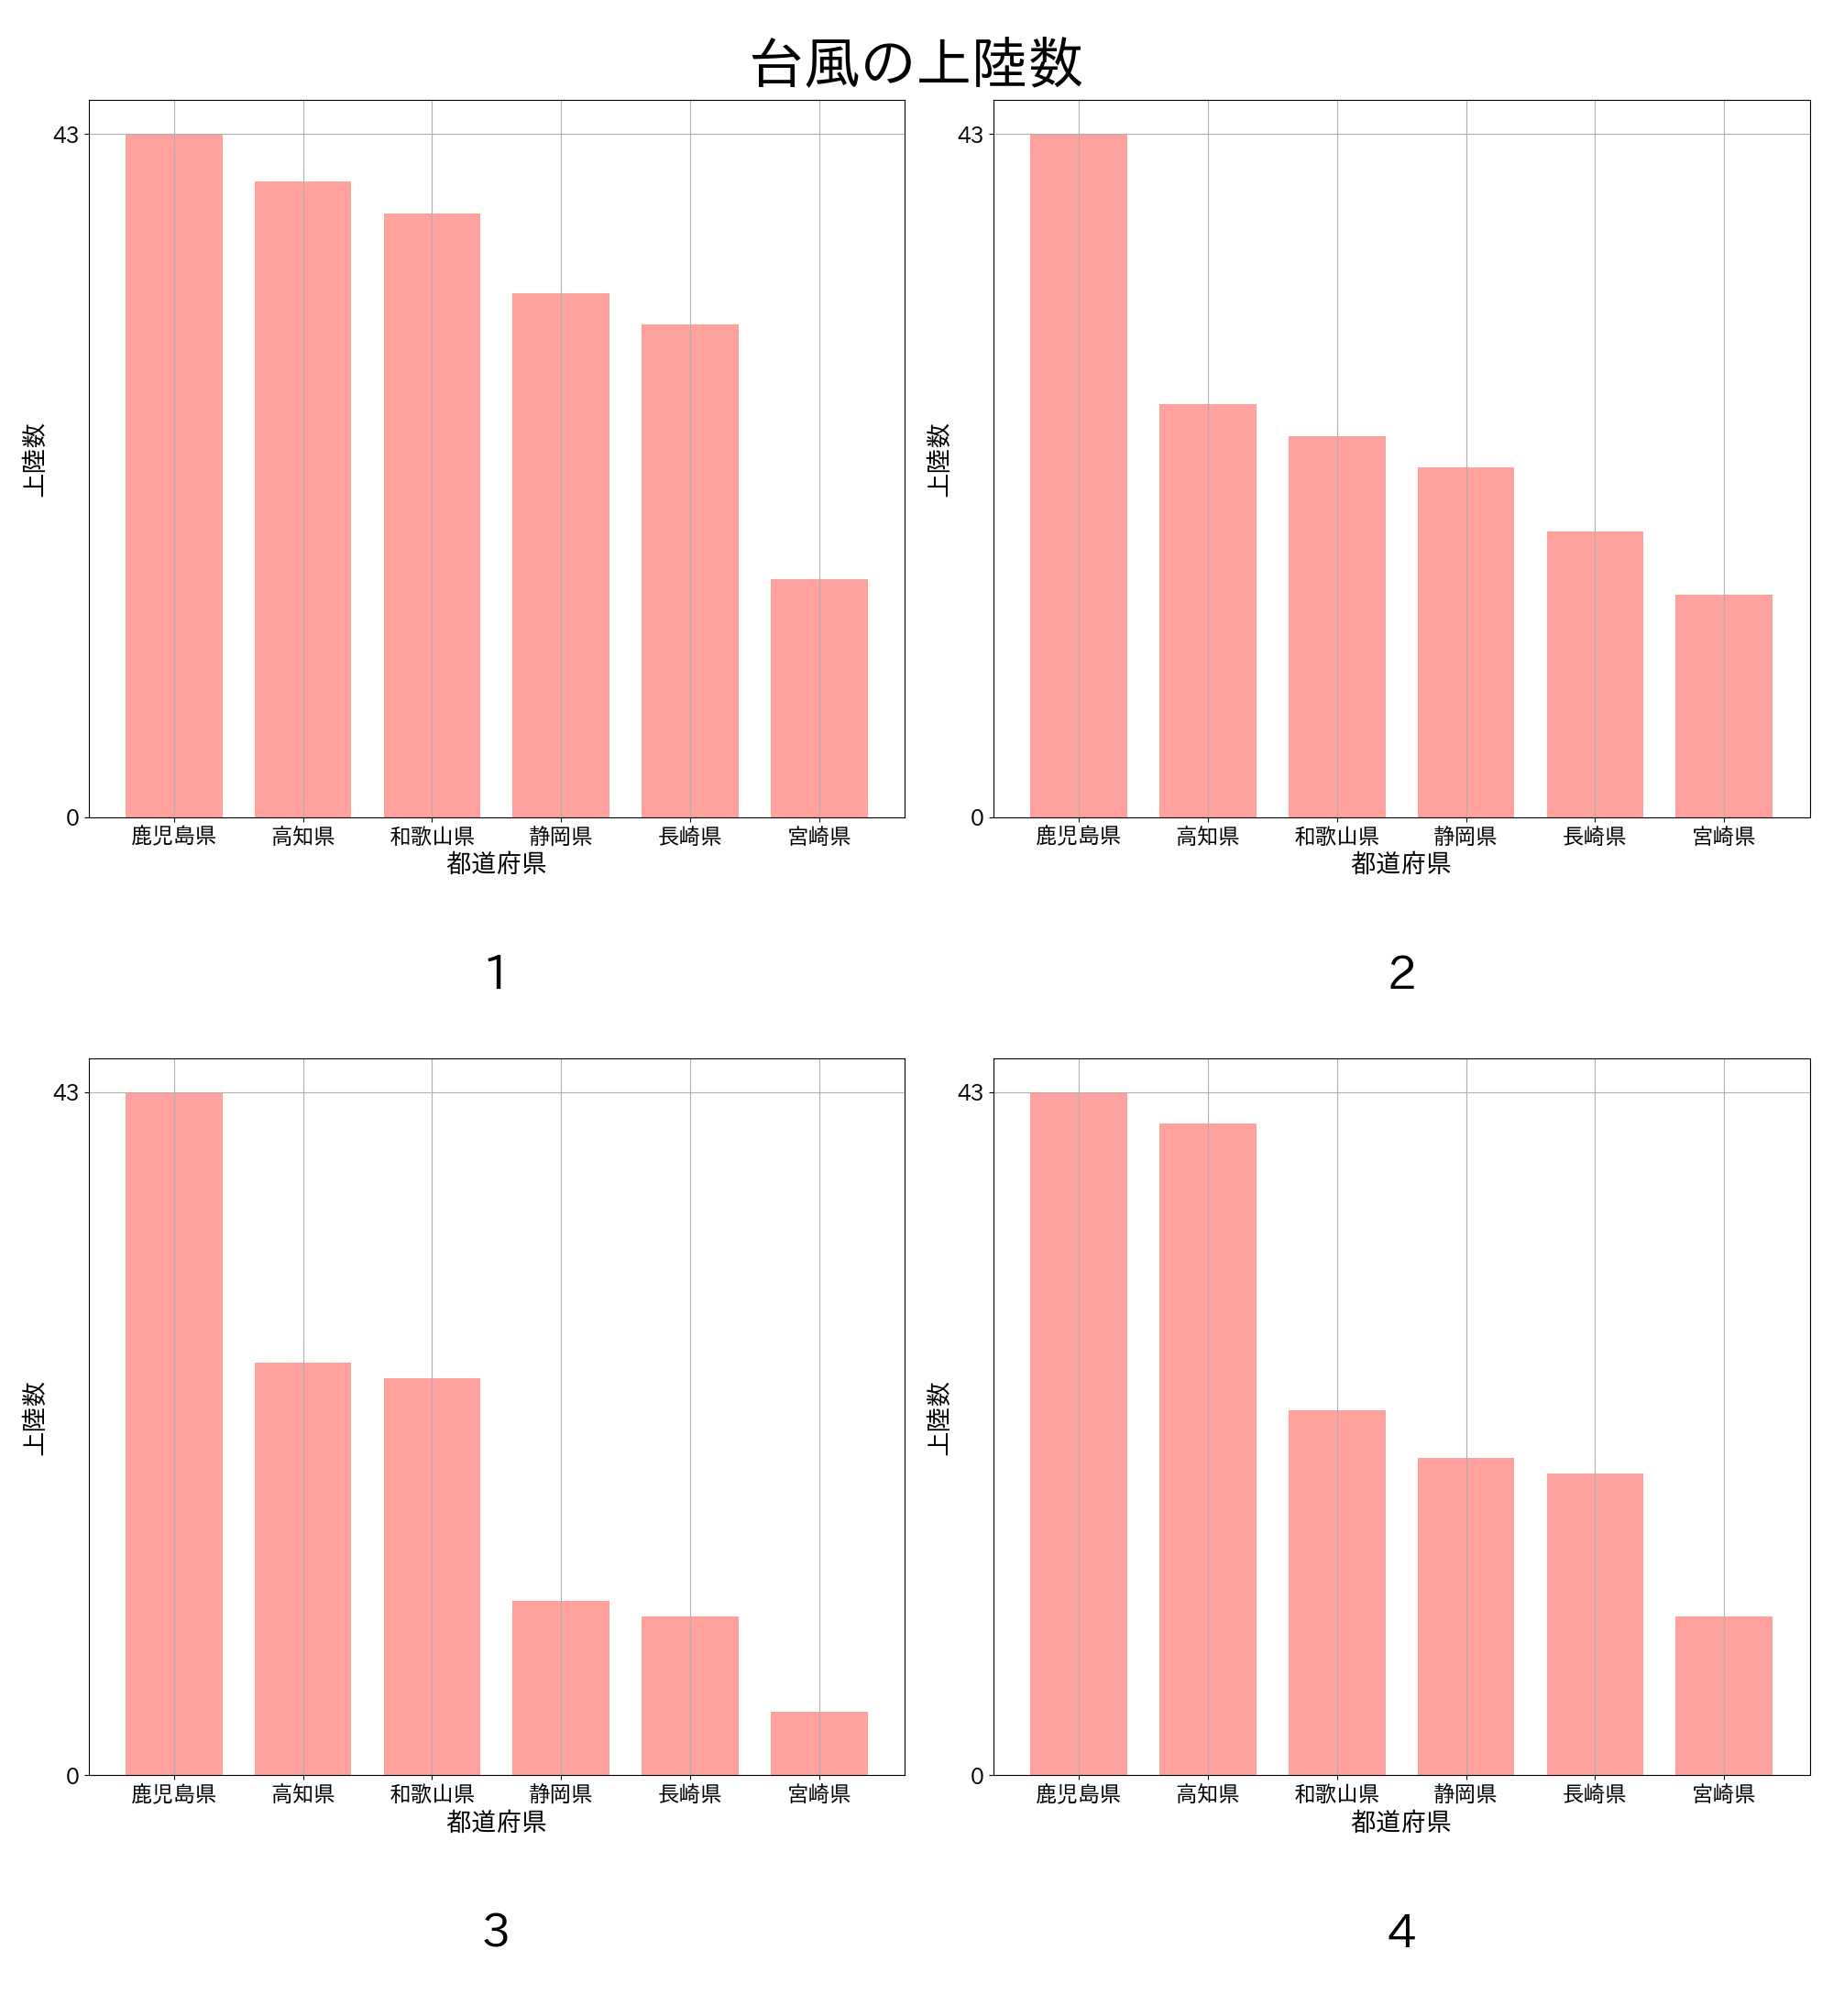 台風の上陸数
43
0
上陸数
鹿児島県 高知県 和歌山県 静岡県 長崎県 宮崎県
都道府県
1
43
0
上陸数
鹿児島県 高知県 和歌山県 静岡県 長崎県 宮崎県
都道府県
2
43
0
上陸数
鹿児島県 高知県 和歌山県 静岡県 長崎県 宮崎県
都道府県
3
43
0
上陸数
鹿児島県 高知県 和歌山県 静岡県 長崎県 宮崎県
都道府県
4